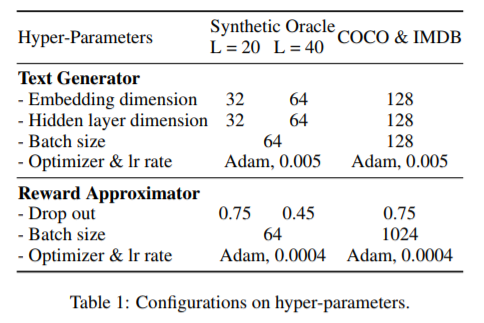 Hyper-Parameters Synthetic Oracle COCO & IMDB
L = 20 L = 40
Text Generator
- Embedding dimension 32 64 128
- Hidden layer dimension 32 64 128
- Batch size 64 128
- Optimizer & lr rate Adam, 0.005 Adam, 0.005
Reward Approximator
- Drop out 0.75 0.45 0.75
- Batch size 64 1024
- Optimizer & lr rate Adam, 0.0004 Adam, 0.0004
Table 1: Configurations on hyper-parameters.